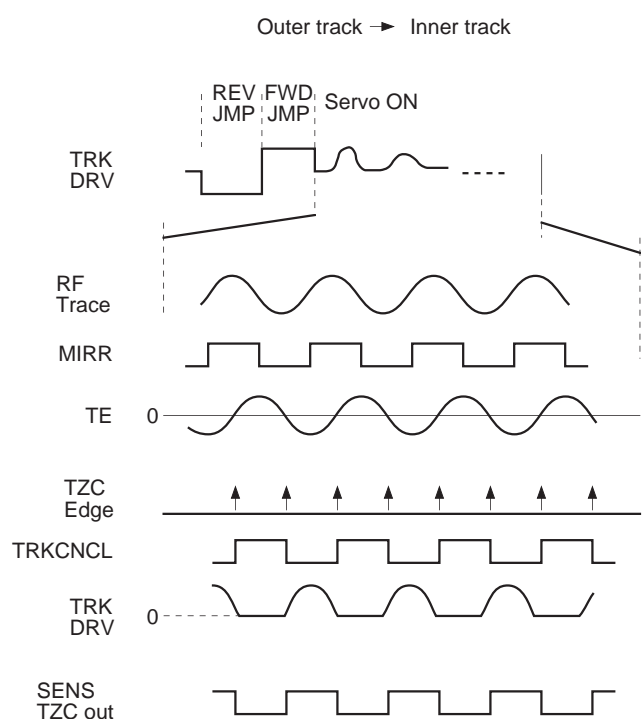 Outer track → Inner track
REV JMP
FWD JMP
Servo ON
TRK DRV
RF Trace
MIRR
TE
0
TZC Edge
TRKCNCL
TRK DRV
0
SENS TZC out